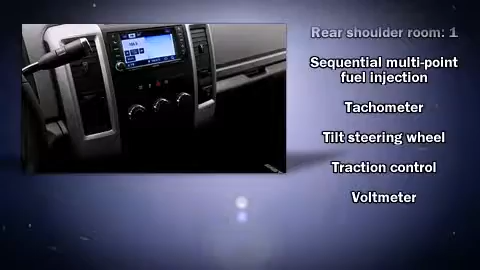 Rear shoulder room: 1
Sequential multi-point
fuel injection
Tachometer
Tilt steering wheel
Traction control
Voltmeter